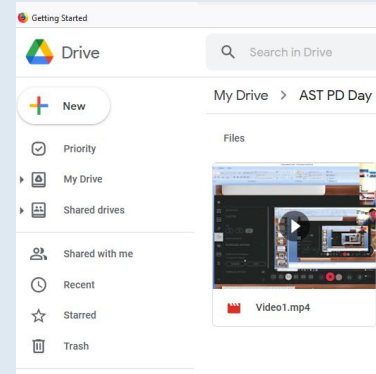 Getting Started
Drive
Search in Drive
New
My Drive > AST PD Day
Priority
My Drive
Shared drives
Shared with me
Recent
Starred
Trash
Files
Video1.mp4